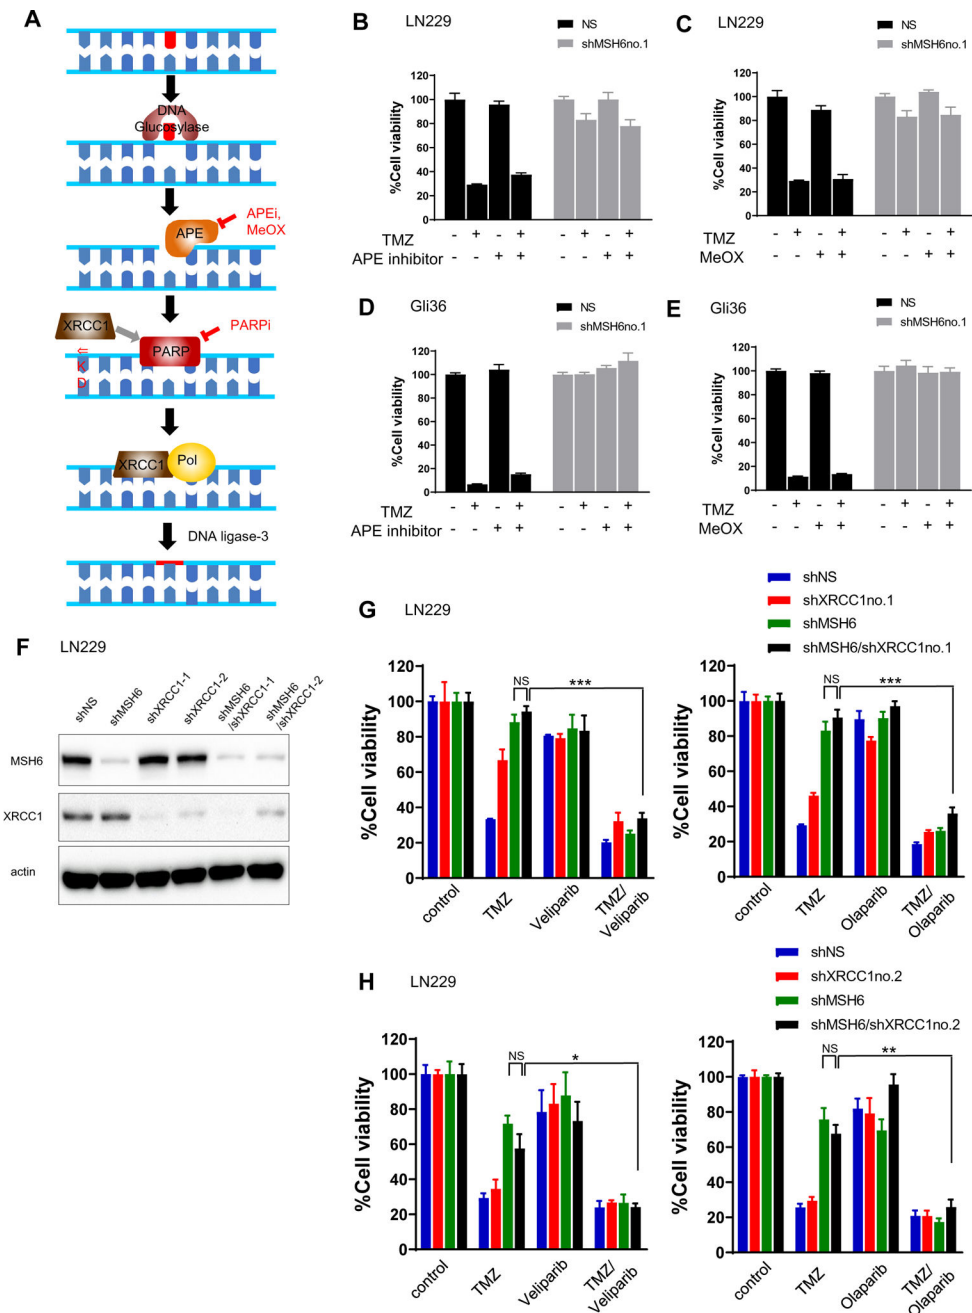 A
DNA
Glucosylase
APE
APEi,
MeOX
XRCC1
PARP
PARPi
⇐
K
D
XRCC1
Pol
DNA ligase-3
B
LN229
NS
shMSH6no.1
%Cell viability
120
100
80
60
40
20
0
TMZ - + - + - + - +
APE inhibitor - - + + - - + +
C
LN229
NS
shMSH6no.1
%Cell viability
120
100
80
60
40
20
0
TMZ - + - + - + - +
MeOX - - + + - - + +
D
Gli36
NS
shMSH6no.1
%Cell viability
120
100
80
60
40
20
0
TMZ - + - + - + - +
APE inhibitor - - + + - - + +
E
Gli36
NS
shMSH6no.1
%Cell viability
120
100
80
60
40
20
0
TMZ - + - + - + - +
MeOX - - + + - - + +
F
LN229
shNS
shMSH6
shXRCC1-1
shXRCC1-2
shMSH6
/shXRCC1-1
shMSH6
/shXRCC1-2
MSH6
XRCC1
actin
G
LN229
shNS
shXRCC1no.1
shMSH6
shMSH6/shXRCC1no.1
%Cell viability
120
100
80
60
40
20
0
NS
***
control
TMZ
Veliparib
TMZ/
Veliparib
%Cell viability
120
100
80
60
40
20
0
NS
***
control
TMZ
Olaparib
TMZ/
Olaparib
H
LN229
shNS
shXRCC1no.2
shMSH6
shMSH6/shXRCC1no.2
%Cell viability
120
100
80
60
40
20
0
NS
*
control
TMZ
Veliparib
TMZ/
Veliparib
%Cell viability
120
100
80
60
40
20
0
NS
**
control
TMZ
Olaparib
TMZ/
Olaparib